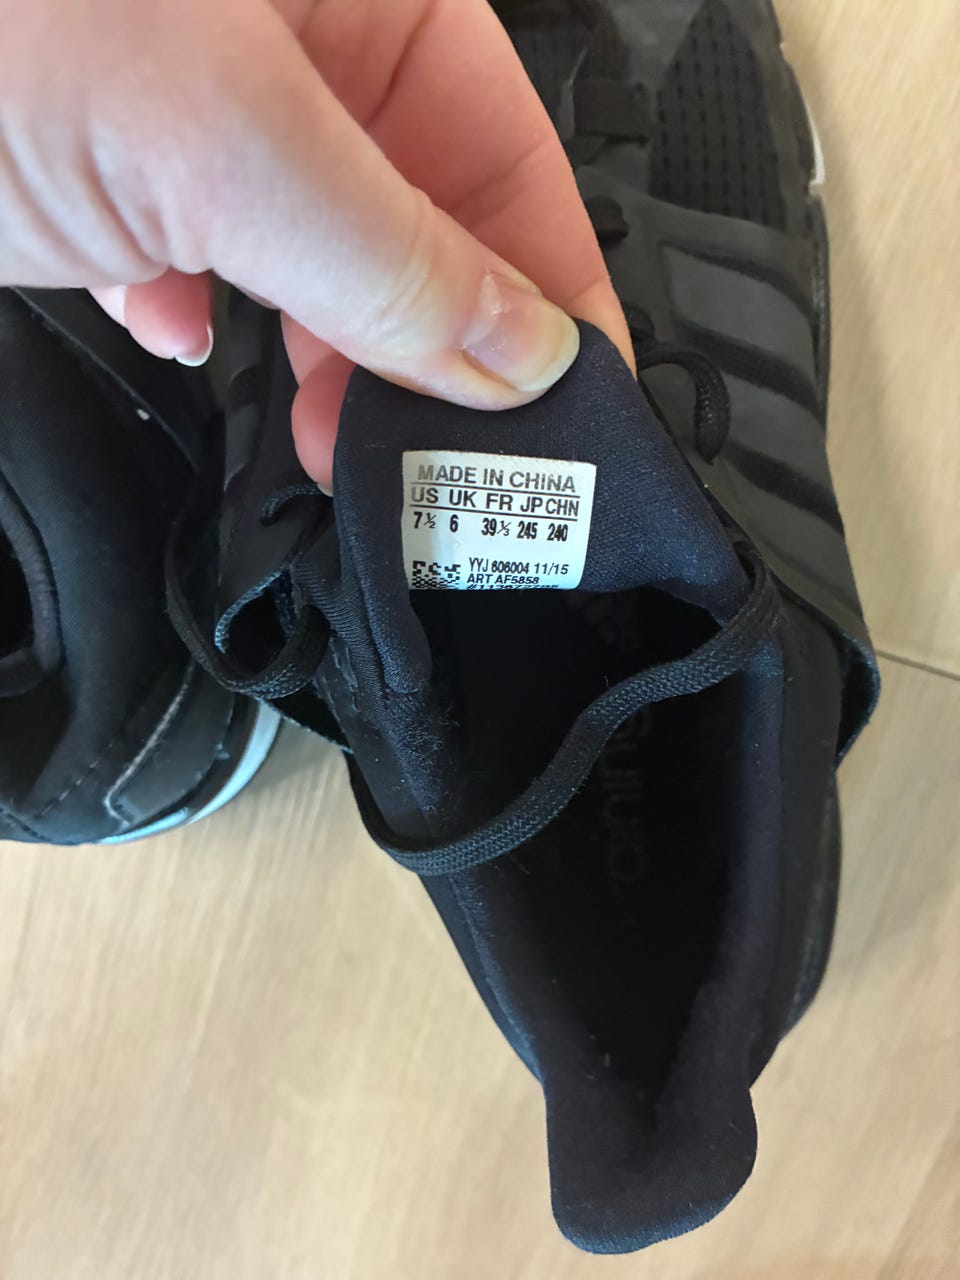 MADE IN CHINA
US UK FR JP CHN
7½ 6 39⅓ 245 240
YYJ 606004 11/15
ART AF5858
running